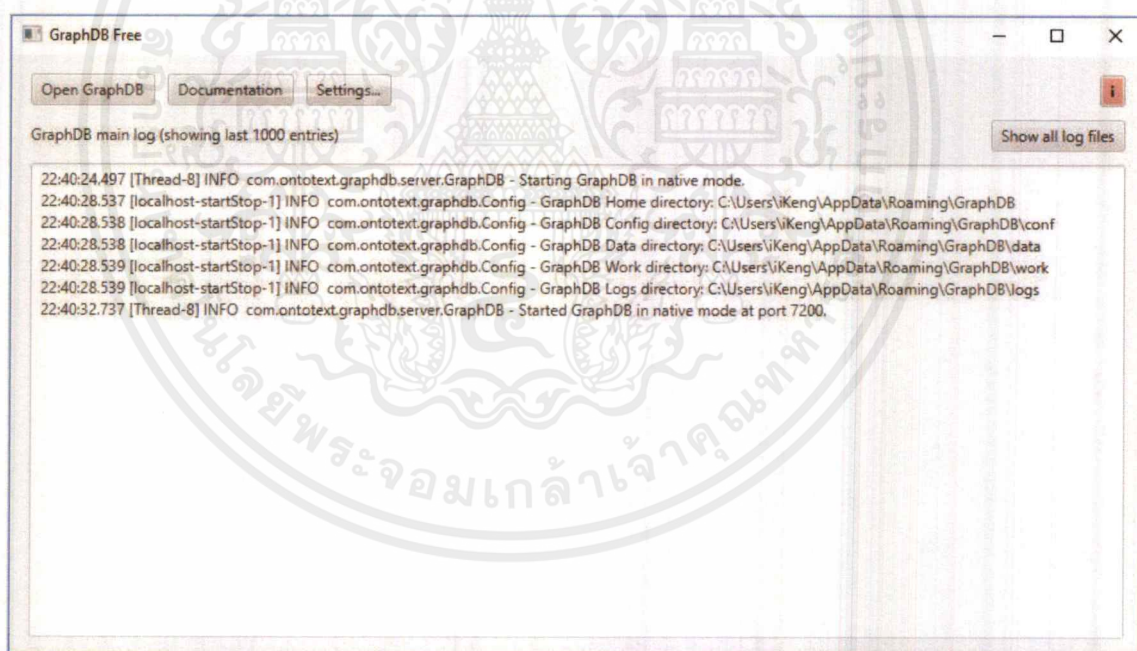 GraphDB Free
Open GraphDB Documentation Settings... i
GraphDB main log (showing last 1000 entries) Show all log files
22:40:24.497 [Thread-8] INFO com.ontotext.graphdb.server.GraphDB - Starting GraphDB in native mode.
22:40:28.537 [localhost-startStop-1] INFO com.ontotext.graphdb.Config - GraphDB Home directory: C:\Users\iKeng\AppData\Roaming\GraphDB
22:40:28.538 [localhost-startStop-1] INFO com.ontotext.graphdb.Config - GraphDB Config directory: C:\Users\iKeng\AppData\Roaming\GraphDB\conf
22:40:28.538 [localhost-startStop-1] INFO com.ontotext.graphdb.Config - GraphDB Data directory: C:\Users\iKeng\AppData\Roaming\GraphDB\data
22:40:28.539 [localhost-startStop-1] INFO com.ontotext.graphdb.Config - GraphDB Work directory: C:\Users\iKeng\AppData\Roaming\GraphDB\work
22:40:28.539 [localhost-startStop-1] INFO com.ontotext.graphdb.Config - GraphDB Logs directory: C:\Users\iKeng\AppData\Roaming\GraphDB\logs
22:40:32.737 [Thread-8] INFO com.ontotext.graphdb.server.GraphDB - Started GraphDB in native mode at port 7200.